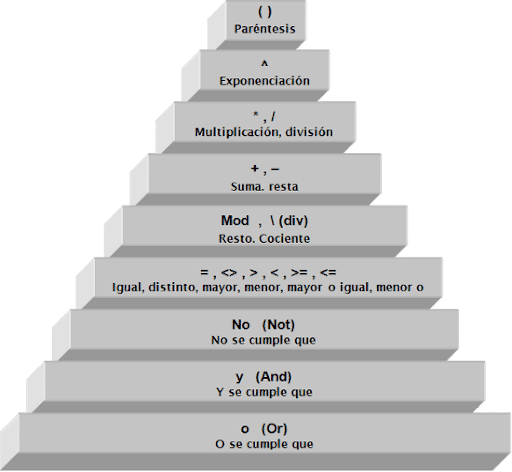 ( )
Paréntesis
^
Exponenciación
* , /
Multiplicación, división
+ , –
Suma. resta
Mod , \ (div)
Resto. Cociente
= , <> , > , < , >= , <=
Igual, distinto, mayor, menor, mayor o igual, menor o
No (Not)
No se cumple que
y (And)
Y se cumple que
o (Or)
O se cumple que